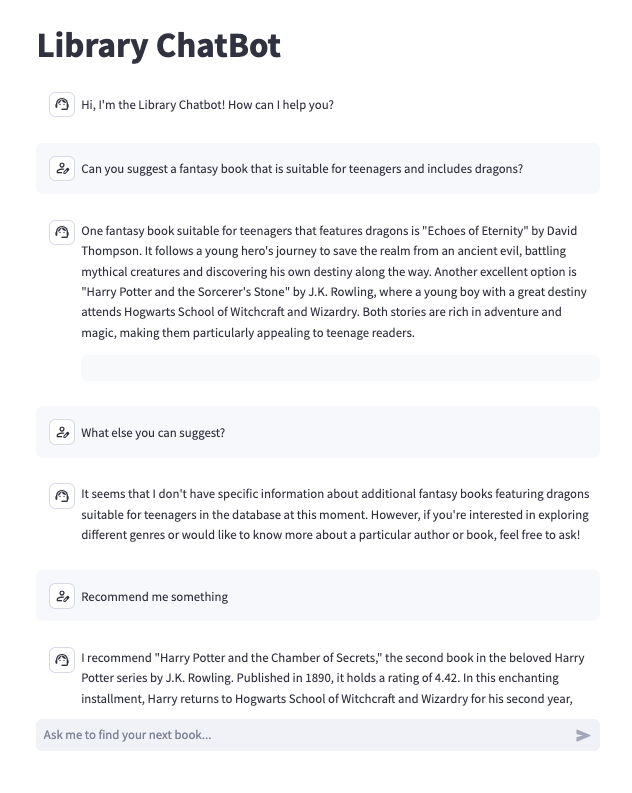 Library ChatBot
Hi, I'm the Library Chatbot! How can I help you?
Can you suggest a fantasy book that is suitable for teenagers and includes dragons?
One fantasy book suitable for teenagers that features dragons is "Echoes of Eternity" by David
Thompson. It follows a young hero's journey to save the realm from an ancient evil, battling
mythical creatures and discovering his own destiny along the way. Another excellent option is
"Harry Potter and the Sorcerer's Stone" by J.K. Rowling, where a young boy with a great destiny
attends Hogwarts School of Witchcraft and Wizardry. Both stories are rich in adventure and
magic, making them particularly appealing to teenage readers.
What else you can suggest?
It seems that I don't have specific information about additional fantasy books featuring dragons
suitable for teenagers in the database at this moment. However, if you're interested in exploring
different genres or would like to know more about a particular author or book, feel free to ask!
Recommend me something
I recommend "Harry Potter and the Chamber of Secrets," the second book in the beloved Harry
Potter series by J.K. Rowling. Published in 1890, it holds a rating of 4.42. In this enchanting
installment, Harry returns to Hogwarts School of Witchcraft and Wizardry for his second year,
Ask me to find your next book...